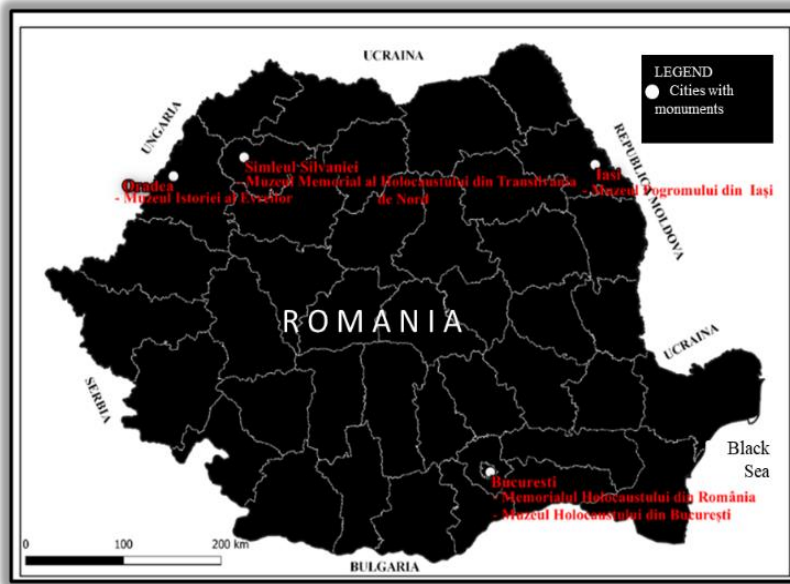 UCRAINA
LEGEND
Cities with
monuments
UNGARIA
REPUBLICA MOLDOVA
Simleul Silvaniei
- Muzeul Memorial al Holocaustului din Transilvania
de Nord
Oradea
- Muzeul Istoriei al Evreilor
Iasi
- Muzeul Pogromului din Iași
ROMANIA
UCRAINA
SERBIA
Black
Sea
Bucuresti
- Memorialul Holocaustului din România
- Muzeul Holocaustului din București
0 100 200 km
BULGARIA